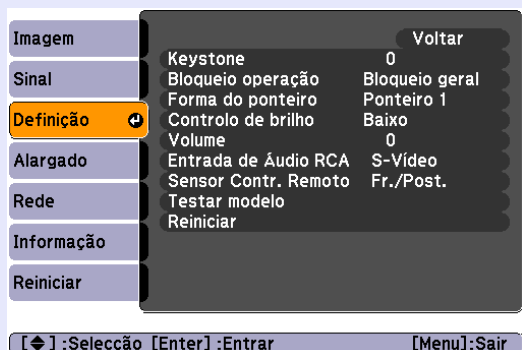 Imagem
Sinal
Definição
Alargado
Rede
Informação
Reiniciar
Voltar
Keystone 0
Bloqueio operação Bloqueio geral
Forma do ponteiro Ponteiro 1
Controlo de brilho Baixo
Volume 0
Entrada de Áudio RCA S-Vídeo
Sensor Contr. Remoto Fr./Post.
Testar modelo
Reiniciar
[◆] :Selecção [Enter] :Entrar [Menu]:Sair